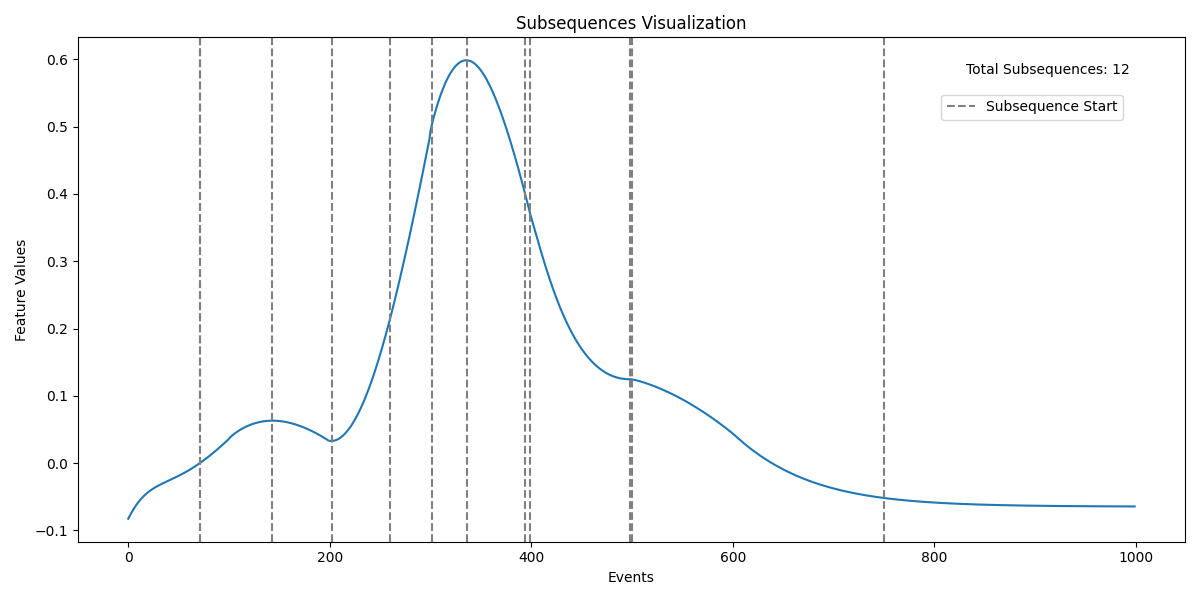 Subsequences Visualization
Total Subsequences: 12
Subsequence Start
Feature Values
0.6
0.5
0.4
0.3
0.2
0.1
0.0
−0.1
0
200
400
600
800
1000
Events